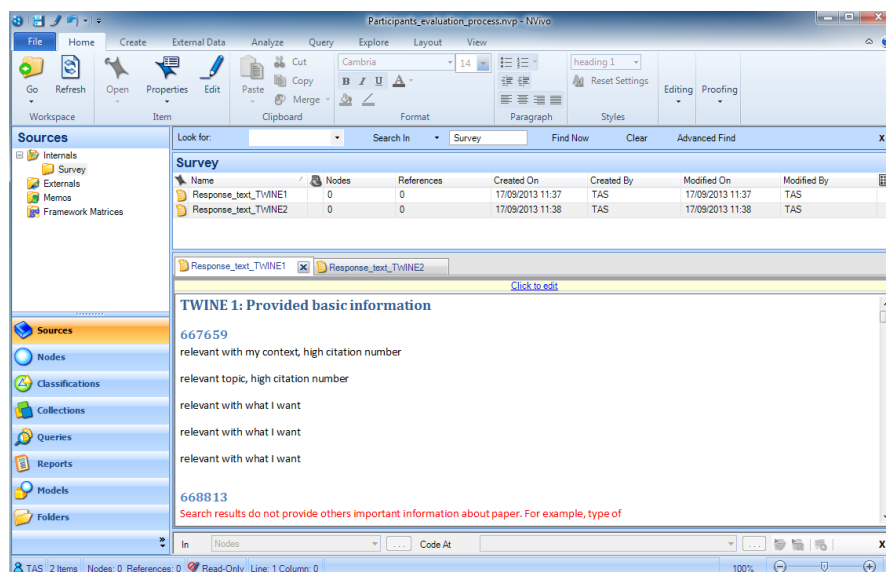 Participants_evaluation_process.nvp - NVivo
File Home Create External Data Analyze Query Explore Layout View
Go Refresh Open Properties Edit Paste Cut Copy Merge Cambria 14 B I U A heading 1 Reset Settings Editing Proofing
Workspace Item Clipboard Format Paragraph Styles
Sources
Look for: Search In Survey Find Now Clear Advanced Find x
Internals
Survey
Externals
Memos
Framework Matrices
Survey
Name Nodes References Created On Created By Modified On Modified By
Response_text_TWINE1 0 0 17/09/2013 11:37 TAS 17/09/2013 11:37 TAS
Response_text_TWINE2 0 0 17/09/2013 11:38 TAS 17/09/2013 11:38 TAS
Response_text_TWINE1 Response_text_TWINE2
Click to edit
TWINE 1: Provided basic information
667659
relevant with my context, high citation number
relevant topic, high citation number
relevant with what I want
relevant with what I want
relevant with what I want
668813
Search results do not provide others important information about paper. For example, type of
Sources
Nodes
Classifications
Collections
Queries
Reports
Models
Folders
In Nodes ... Code At ... x
TAS 2 Items Nodes: 0 References: 0 Read-Only Line: 1 Column: 0 100%